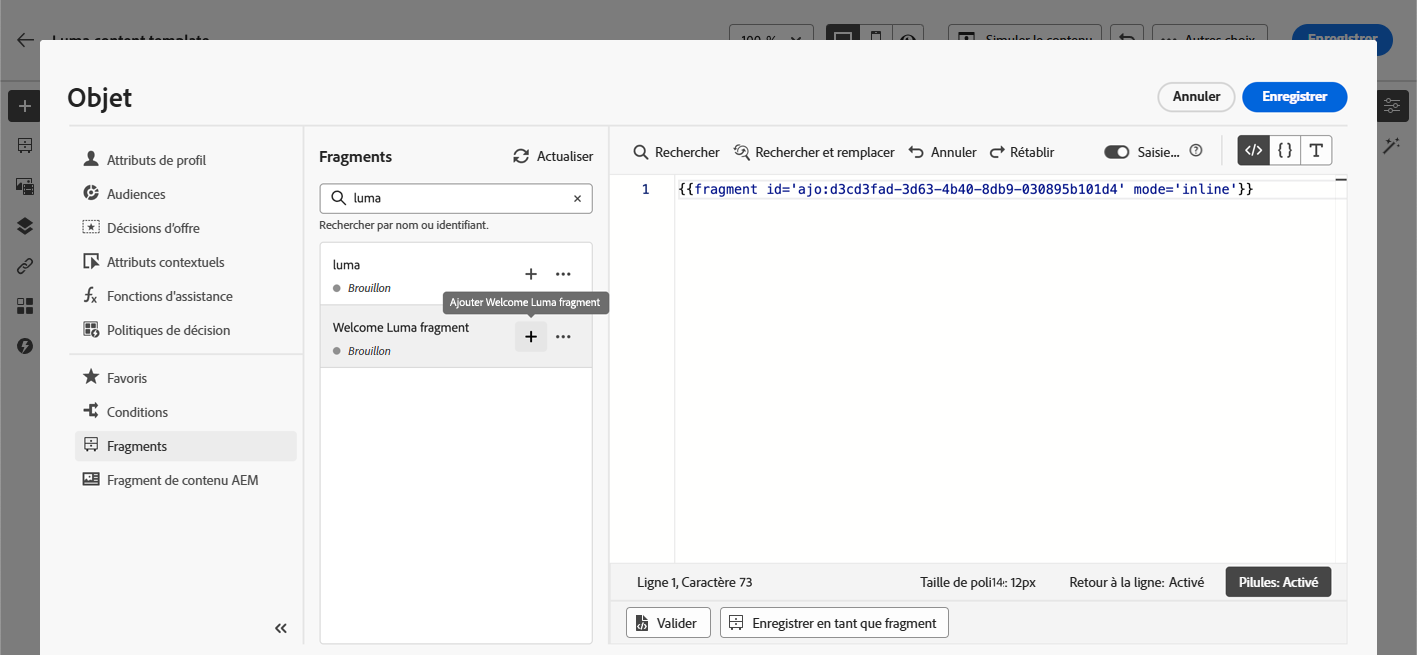 Luma content template
100 %
Simuler le contenu
Autres choix
Enregistrer
Objet
Annuler
Enregistrer
Attributs de profil
Audiences
Décisions d'offre
Attributs contextuels
Fonctions d'assistance
Politiques de décision
Favoris
Conditions
Fragments
Fragment de contenu AEM
Fragments
Actualiser
luma
Rechercher par nom ou identifiant.
luma
Brouillon
Ajouter Welcome Luma fragment
Welcome Luma fragment
Brouillon
Rechercher
Rechercher et remplacer
Annuler
Rétablir
Saisie...
1 {{fragment id='ajo:d3cd3fad-3d63-4b40-8db9-030895b101d4' mode='inline'}}
Ligne 1, Caractère 73
Taille de poli14: 12px
Retour à la ligne: Activé
Pilules: Activé
Valider
Enregistrer en tant que fragment